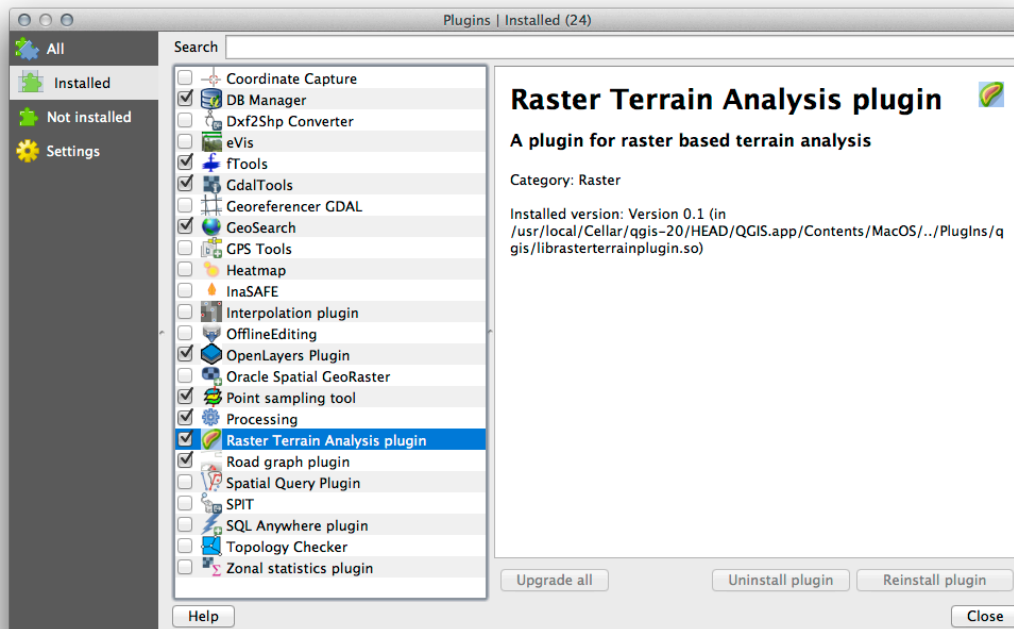 Plugins | Installed (24)
All
Installed
Not installed
Settings
Search
Coordinate Capture
DB Manager
Dxf2Shp Converter
eVis
fTools
GdalTools
Georeferencer GDAL
GeoSearch
GPS Tools
Heatmap
InaSAFE
Interpolation plugin
OfflineEditing
OpenLayers Plugin
Oracle Spatial GeoRaster
Point sampling tool
Processing
Raster Terrain Analysis plugin
Road graph plugin
Spatial Query Plugin
SPIT
SQL Anywhere plugin
Topology Checker
Zonal statistics plugin
Raster Terrain Analysis plugin
A plugin for raster based terrain analysis
Category: Raster
Installed version: Version 0.1 (in
/usr/local/Cellar/qgis-20/HEAD/QGIS.app/Contents/MacOS/../PlugIns/q
gis/librasterterrainplugin.so)
Upgrade all
Uninstall plugin
Reinstall plugin
Help
Close